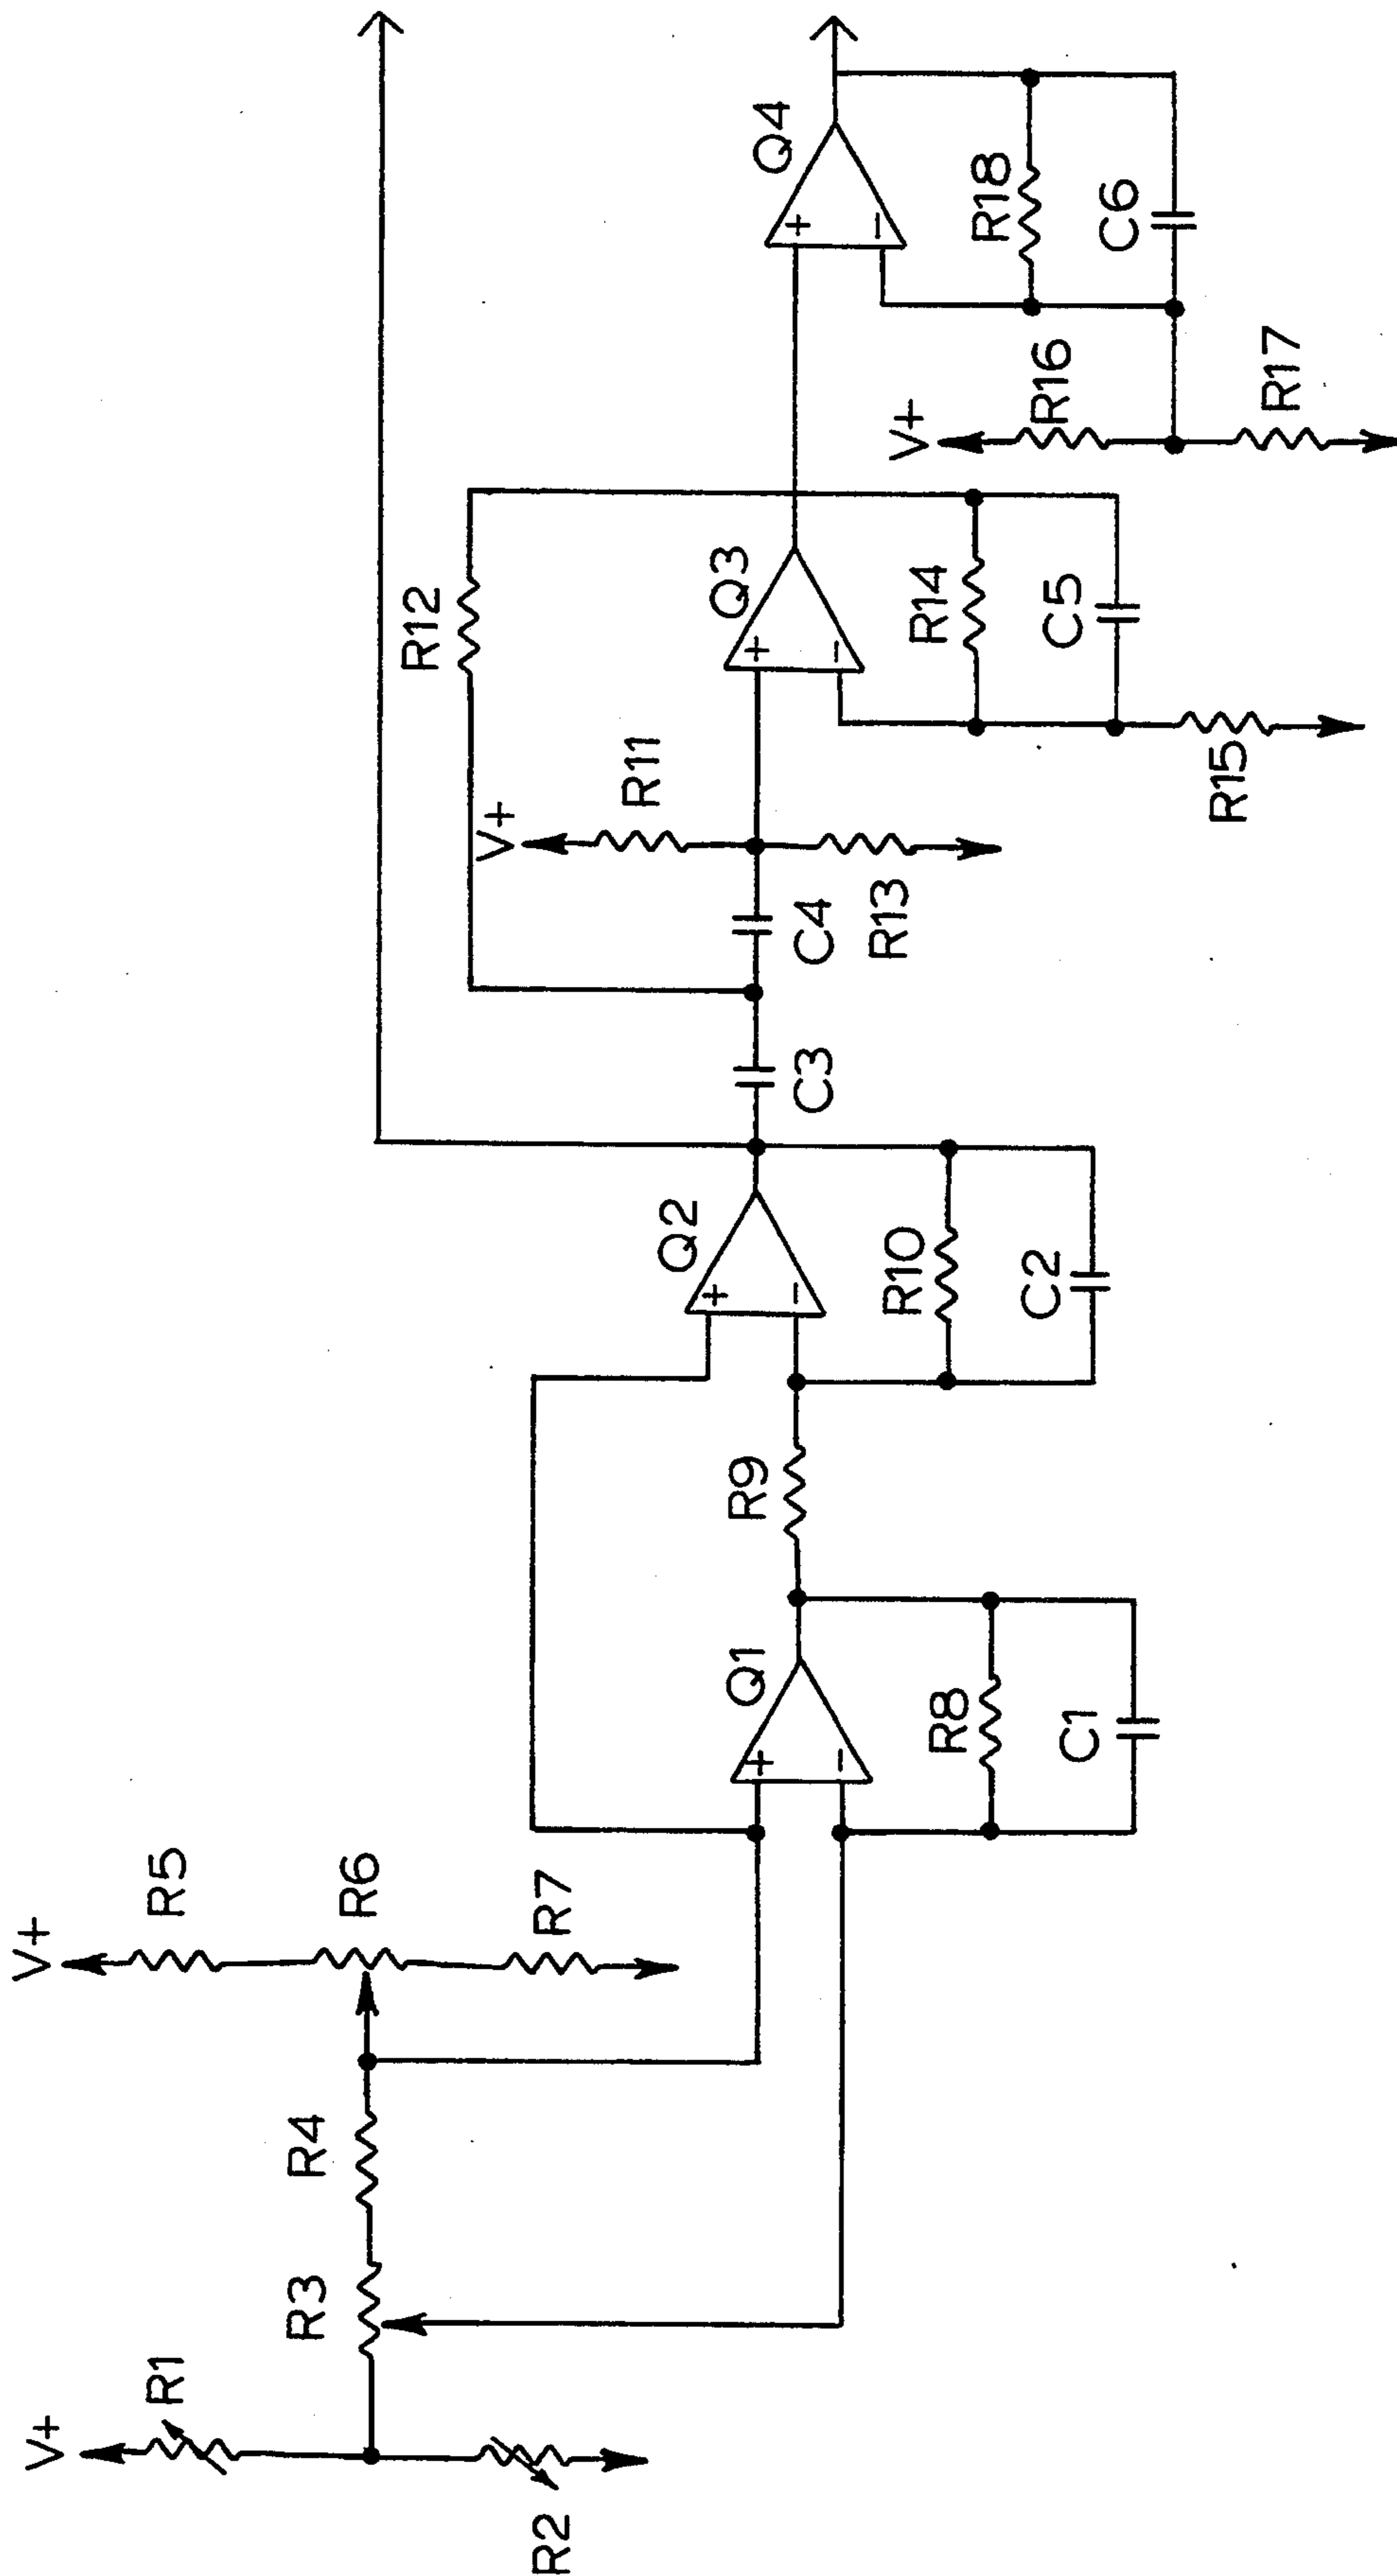 V+
R1
R2
R3
R4
V+
R5
R6
R7
+
−
Q1
R8
C1
R9
+
−
Q2
R10
C2
C3
C4
V+
R11
R13
R12
+
−
Q3
R14
C5
R15
V+
R16
R17
+
−
Q4
R18
C6